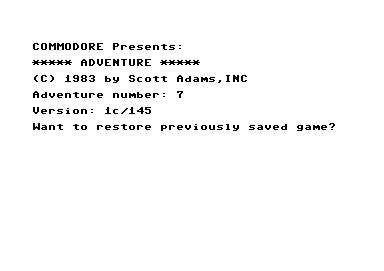 COMMODORE Presents:
***** ADVENTURE *****
(C) 1983 by Scott Adams,INC
Adventure number: 7
Version: 1c/145
Want to restore previously saved game?